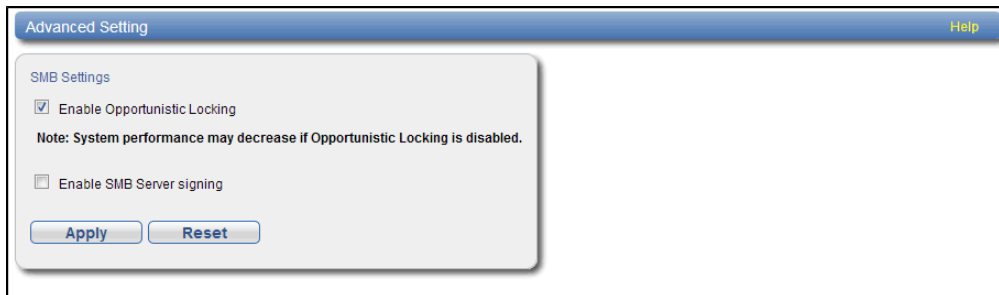 Advanced Setting
Help
SMB Settings
Enable Opportunistic Locking
Note: System performance may decrease if Opportunistic Locking is disabled.
Enable SMB Server signing
Apply
Reset